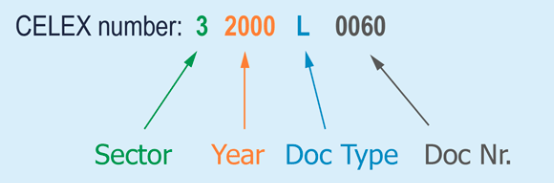 CELEX number: 3 2000 L 0060
Sector Year Doc Type Doc Nr.